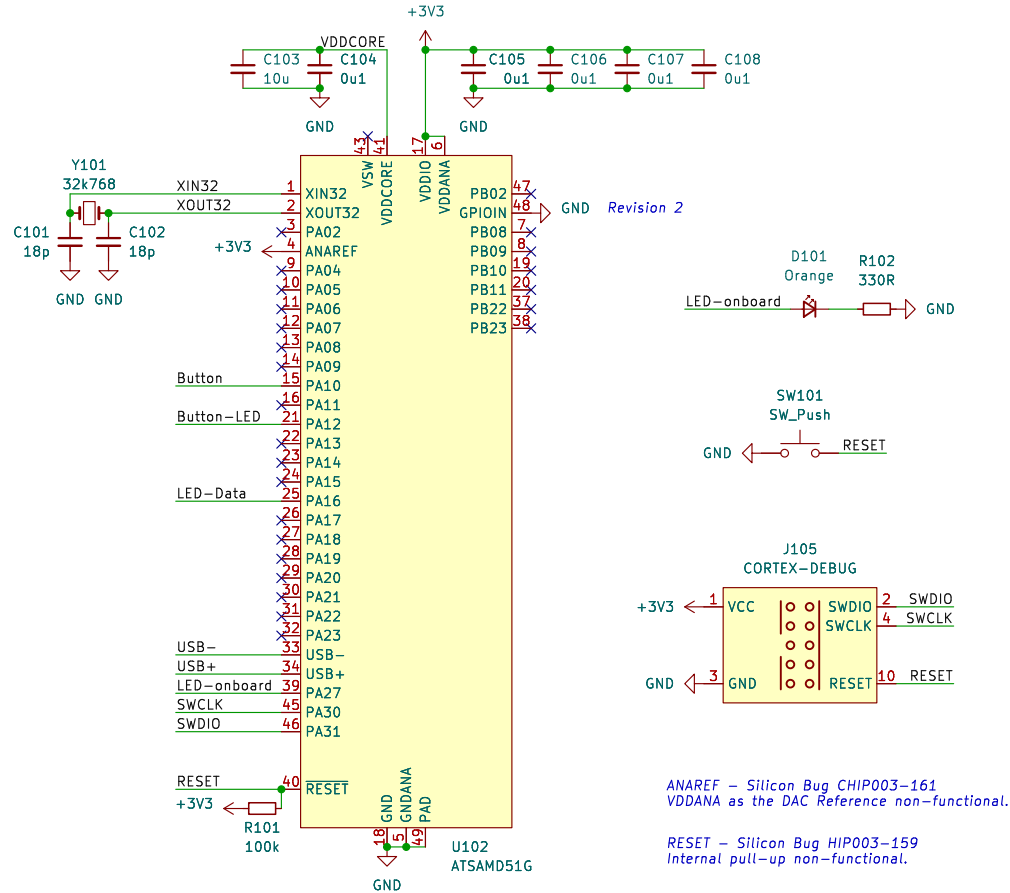 +3V3
VDDCORE
C103
10u
C104
0u1
C105
0u1
C106
0u1
C107
0u1
C108
0u1
GND
GND
43
41
17
6
VSW
VDDCORE
VDDIO
VDDANA
Y101
32k768
XIN32
1
XIN32
XOUT32
2
XOUT32
C101
18p
C102
18p
GND
GND
3
PA02
+3V3
4
ANAREF
9
PA04
10
PA05
11
PA06
12
PA07
13
PA08
14
PA09
Button
15
PA10
16
PA11
Button-LED
21
PA12
22
PA13
23
PA14
24
PA15
LED-Data
25
PA16
26
PA17
27
PA18
28
PA19
29
PA20
30
PA21
31
PA22
32
PA23
USB-
33
USB-
USB+
34
USB+
LED-onboard
39
PA27
SWCLK
45
PA30
SWDIO
46
PA31
RESET
40
RESET
+3V3
R101
100k
PB02
47
GPIOIN
48
GND
Revision 2
PB08
7
PB09
8
PB10
19
PB11
20
PB22
37
PB23
38
GND
GNDANA
PAD
18
5
49
GND
U102
ATSAMD51G
D101
Orange
R102
330R
LED-onboard
GND
SW101
SW_Push
GND
RESET
J105
CORTEX-DEBUG
+3V3
1
VCC
SWDIO
2
SWDIO
SWCLK
4
SWCLK
GND
3
GND
RESET
10
RESET
ANAREF - Silicon Bug CHIP003-161
VDDANA as the DAC Reference non-functional.
RESET - Silicon Bug HIP003-159
Internal pull-up non-functional.